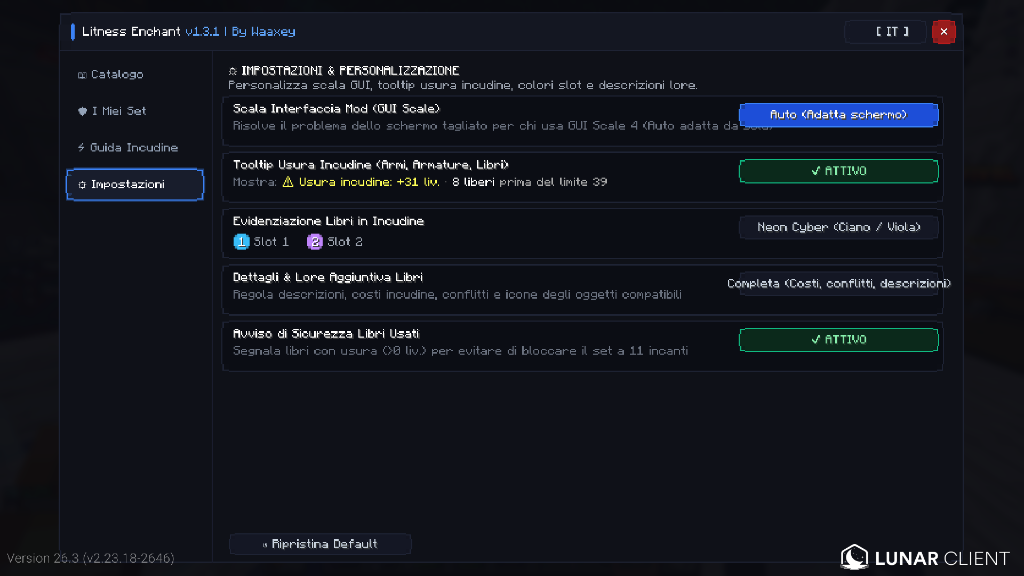 Litness Enchant v1.3.1 | By Waaxey
[ IT ]
Catalogo
I Miei Set
Guida Incudine
Impostazioni
IMPOSTAZIONI & PERSONALIZZAZIONE
Personalizza scala GUI, tooltip usura incudine, colori slot e descrizioni lore.
Scala Interfaccia Mod (GUI Scale)
Risolve il problema dello schermo tagliato per chi usa GUI Scale 4 (Auto adatta da
Auto (Adatta schermo)
Tooltip Usura Incudine (Armi, Armature, Libri)
Mostra: ⚠ Usura incudine: +31 liv. · 8 liberi prima del limite 39
✓ ATTIVO
Evidenziazione Libri in Incudine
1 Slot 1 2 Slot 2
Neon Cyber (Ciano / Viola)
Dettagli & Lore Aggiuntiva Libri
Regola descrizioni, costi incudine, conflitti e icone degli oggetti compatibili
Completa (Costi, conflitti, descrizioni)
Avviso di Sicurezza Libri Usati
Segnala libri con usura (>0 liv.) per evitare di bloccare il set a 11 incanti
✓ ATTIVO
Ripristina Default
Version 26.3 (v2.23.18-2646)
LUNAR CLIENT